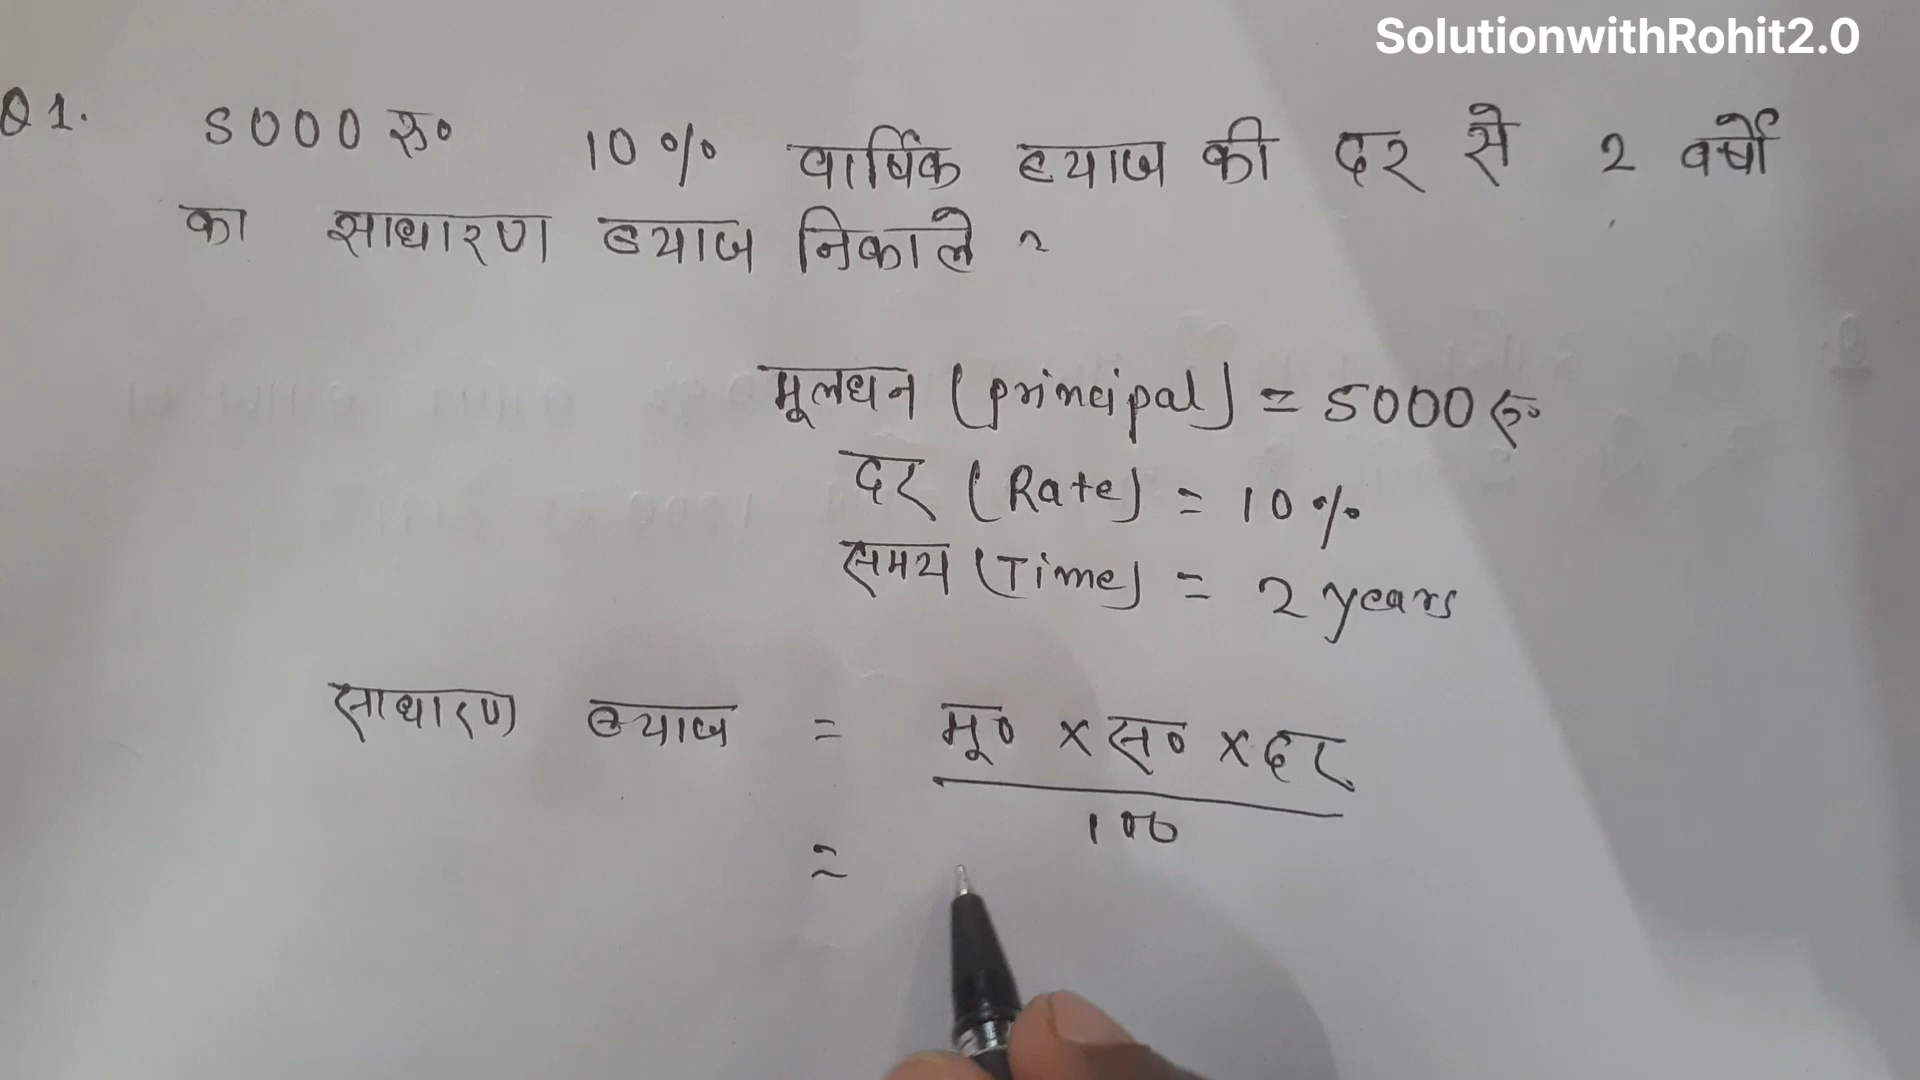 SolutionwithRohit2.0
Q1. 5000 रु० 10% वार्षिक ब्याज की दर से 2 वर्षो
का साधारण ब्याज निकाले ?
मूलधन (principal) = 5000 रु०
दर (Rate) = 10%
समय (Time) = 2 years
साधारण ब्याज = मू० × स० × दर
100
=